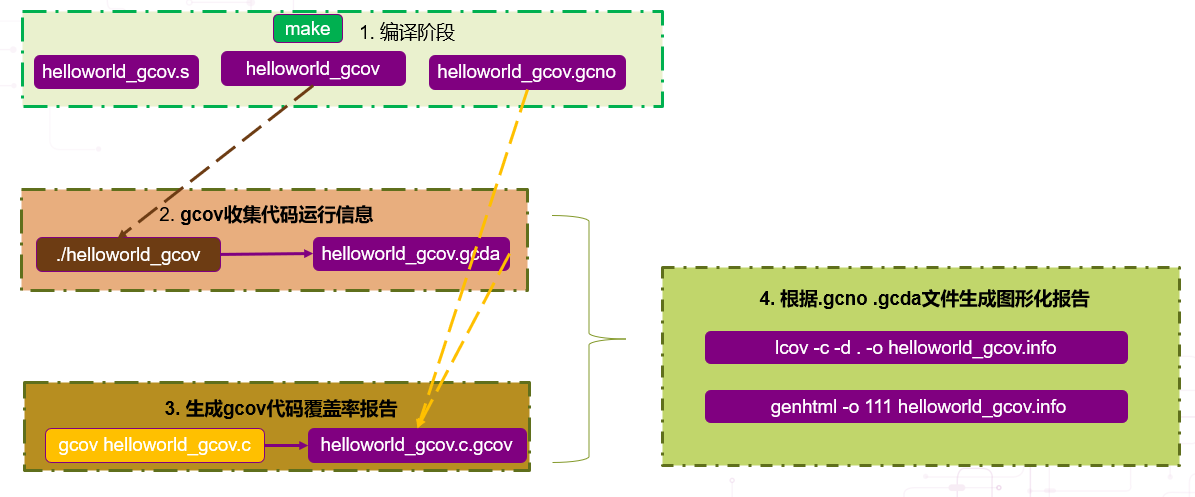 make
1. 编译阶段
helloworld_gcov.s
helloworld_gcov
helloworld_gcov.gcno
2. gcov收集代码运行信息
./helloworld_gcov
helloworld_gcov.gcda
3. 生成gcov代码覆盖率报告
gcov helloworld_gcov.c
helloworld_gcov.c.gcov
4. 根据.gcno .gcda文件生成图形化报告
lcov -c -d . -o helloworld_gcov.info
genhtml -o 111 helloworld_gcov.info